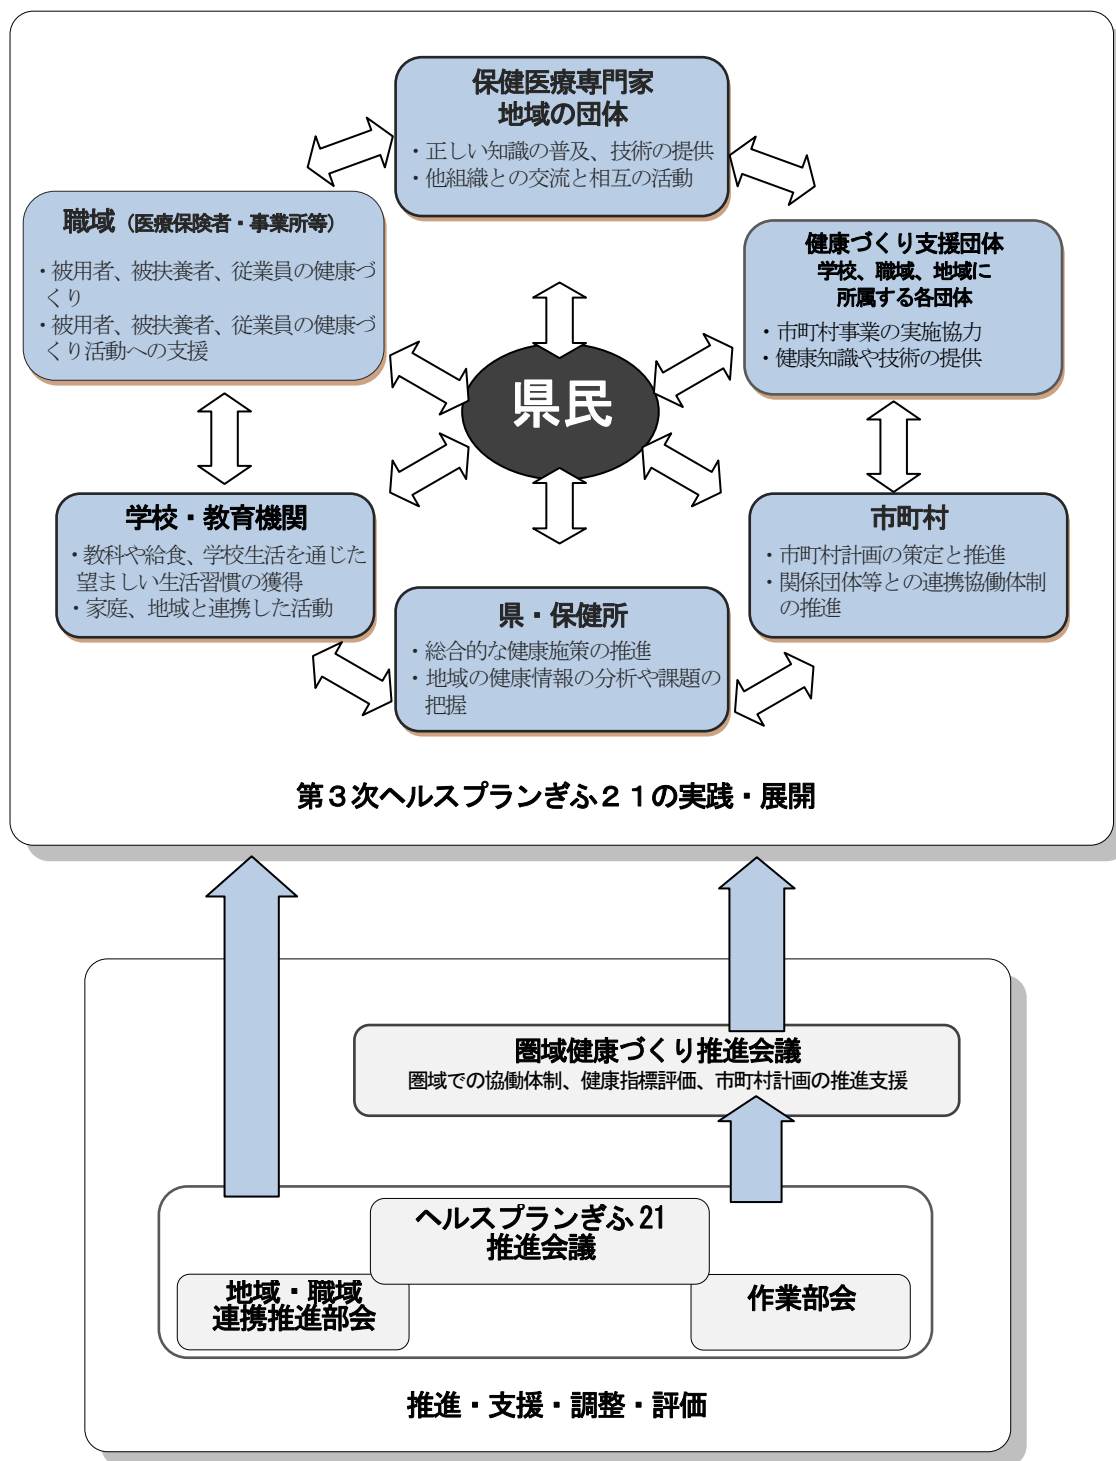 保健医療専門家
地域の団体
・正しい知識の普及、技術の提供
・他組織との交流と相互の活動
職域（医療保険者・事業所等）
・被用者、被扶養者、従業員の健康づ
くり
・被用者、被扶養者、従業員の健康づ
くり活動への支援
健康づくり支援団体
学校、職域、地域に
所属する各団体
・市町村事業の実施協力
・健康知識や技術の提供
県民
学校・教育機関
・教科や給食、学校生活を通じた
望ましい生活習慣の獲得
・家庭、地域と連携した活動
市町村
・市町村計画の策定と推進
・関係団体等との連携協働体制
の推進
県・保健所
・総合的な健康施策の推進
・地域の健康情報の分析や課題の
把握
第３次ヘルスプランぎふ２１の実践・展開
圏域健康づくり推進会議
圏域での協働体制、健康指標評価、市町村計画の推進支援
ヘルスプランぎふ21
推進会議
地域・職域
連携推進部会
作業部会
推進・支援・調整・評価